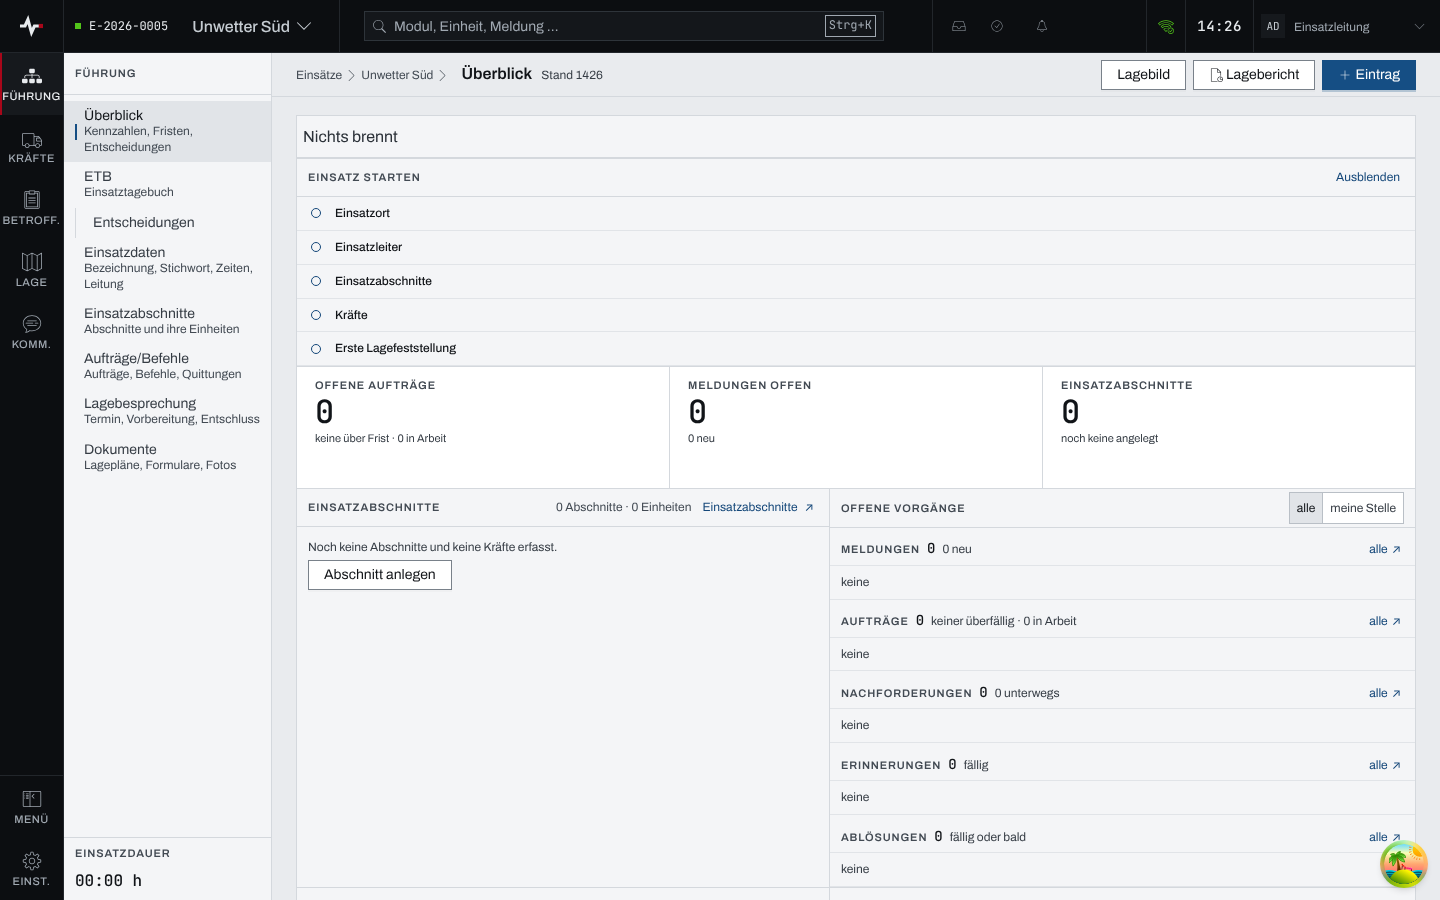 E-2026-0005
Unwetter Süd
Modul, Einheit, Meldung ...
Strg+K
14:26
AD
Einsatzleitung
FÜHRUNG
KRÄFTE
BETROFF.
LAGE
KOMM.
MENÜ
EINST.
FÜHRUNG
Überblick
Kennzahlen, Fristen,
Entscheidungen
ETB
Einsatztagebuch
Entscheidungen
Einsatzdaten
Bezeichnung, Stichwort, Zeiten,
Leitung
Einsatzabschnitte
Abschnitte und ihre Einheiten
Aufträge/Befehle
Aufträge, Befehle, Quittungen
Lagebesprechung
Termin, Vorbereitung, Entschluss
Dokumente
Lagepläne, Formulare, Fotos
EINSATZDAUER
00:00 h
Einsätze
Unwetter Süd
Überblick
Stand 1426
Lagebild
Lagebericht
+ Eintrag
Nichts brennt
EINSATZ STARTEN
Ausblenden
Einsatzort
Einsatzleiter
Einsatzabschnitte
Kräfte
Erste Lagefeststellung
OFFENE AUFTRÄGE
0
keine über Frist · 0 in Arbeit
MELDUNGEN OFFEN
0
0 neu
EINSATZABSCHNITTE
0
noch keine angelegt
EINSATZABSCHNITTE
0 Abschnitte · 0 Einheiten
Einsatzabschnitte ↗
Noch keine Abschnitte und keine Kräfte erfasst.
Abschnitt anlegen
OFFENE VORGÄNGE
alle
meine Stelle
MELDUNGEN 0 0 neu
alle ↗
keine
AUFTRÄGE 0 keiner überfällig · 0 in Arbeit
alle ↗
keine
NACHFORDERUNGEN 0 0 unterwegs
alle ↗
keine
ERINNERUNGEN 0 fällig
alle ↗
keine
ABLÖSUNGEN 0 fällig oder bald
alle ↗
keine